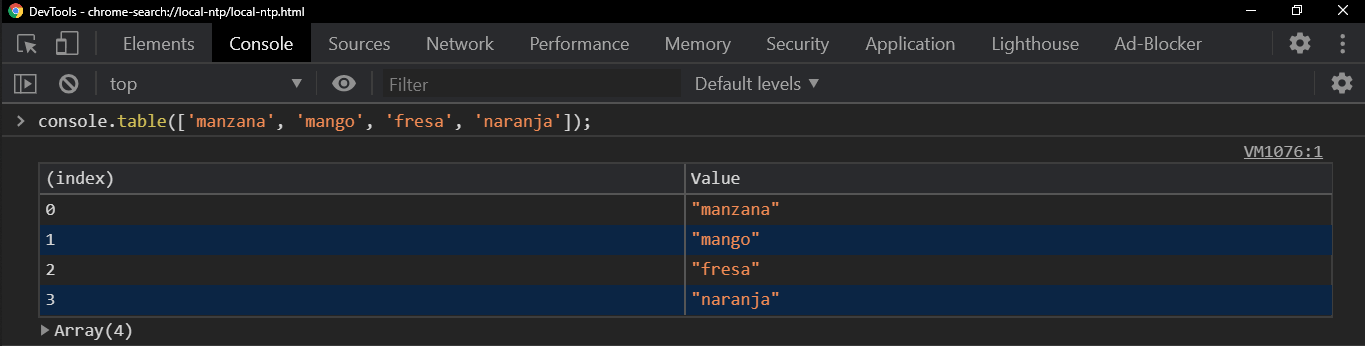 DevTools - chrome-search://local-ntp/local-ntp.html
Elements Console Sources Network Performance Memory Security Application Lighthouse Ad-Blocker
top Filter Default levels
console.table(['manzana', 'mango', 'fresa', 'naranja']);
VM1076:1
(index) Value
0 "manzana"
1 "mango"
2 "fresa"
3 "naranja"
Array(4)